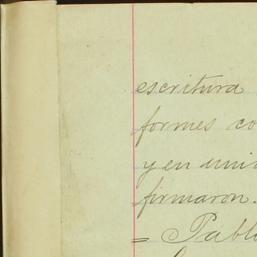 escritura
formes co
y en uni
firmaron.
= Pabl